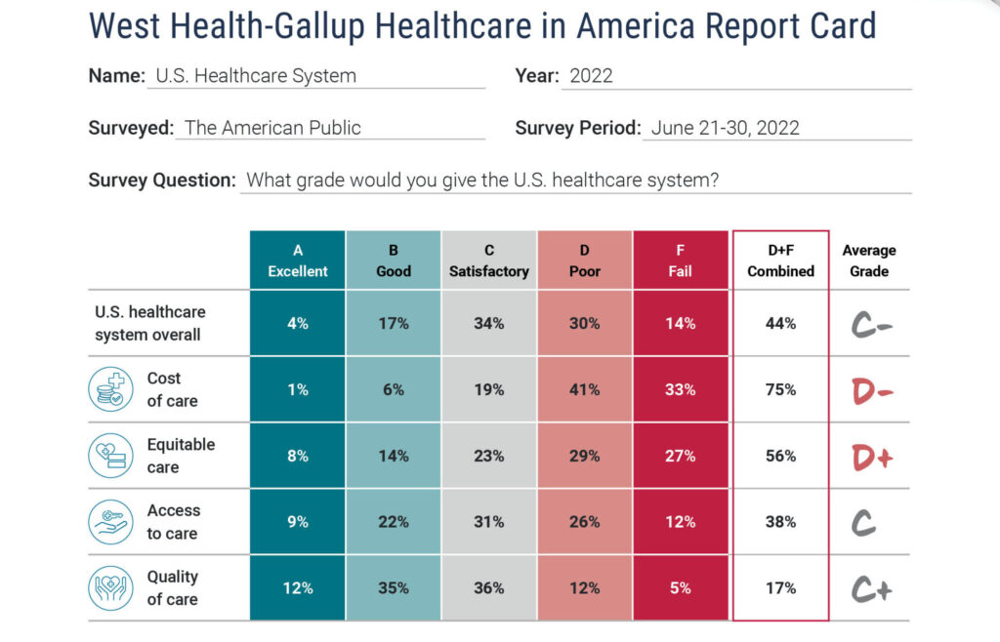 West Health-Gallup Healthcare in America Report Card
Name: U.S. Healthcare System Year: 2022
Surveyed: The American Public Survey Period: June 21-30, 2022
Survey Question: What grade would you give the U.S. healthcare system?
A B C D F D+F Average
Excellent Good Satisfactory Poor Fail Combined Grade
U.S. healthcare
system overall 4% 17% 34% 30% 14% 44% C-
Cost
of care 1% 6% 19% 41% 33% 75% D-
Equitable
care 8% 14% 23% 29% 27% 56% D+
Access
to care 9% 22% 31% 26% 12% 38% C
Quality
of care 12% 35% 36% 12% 5% 17% C+